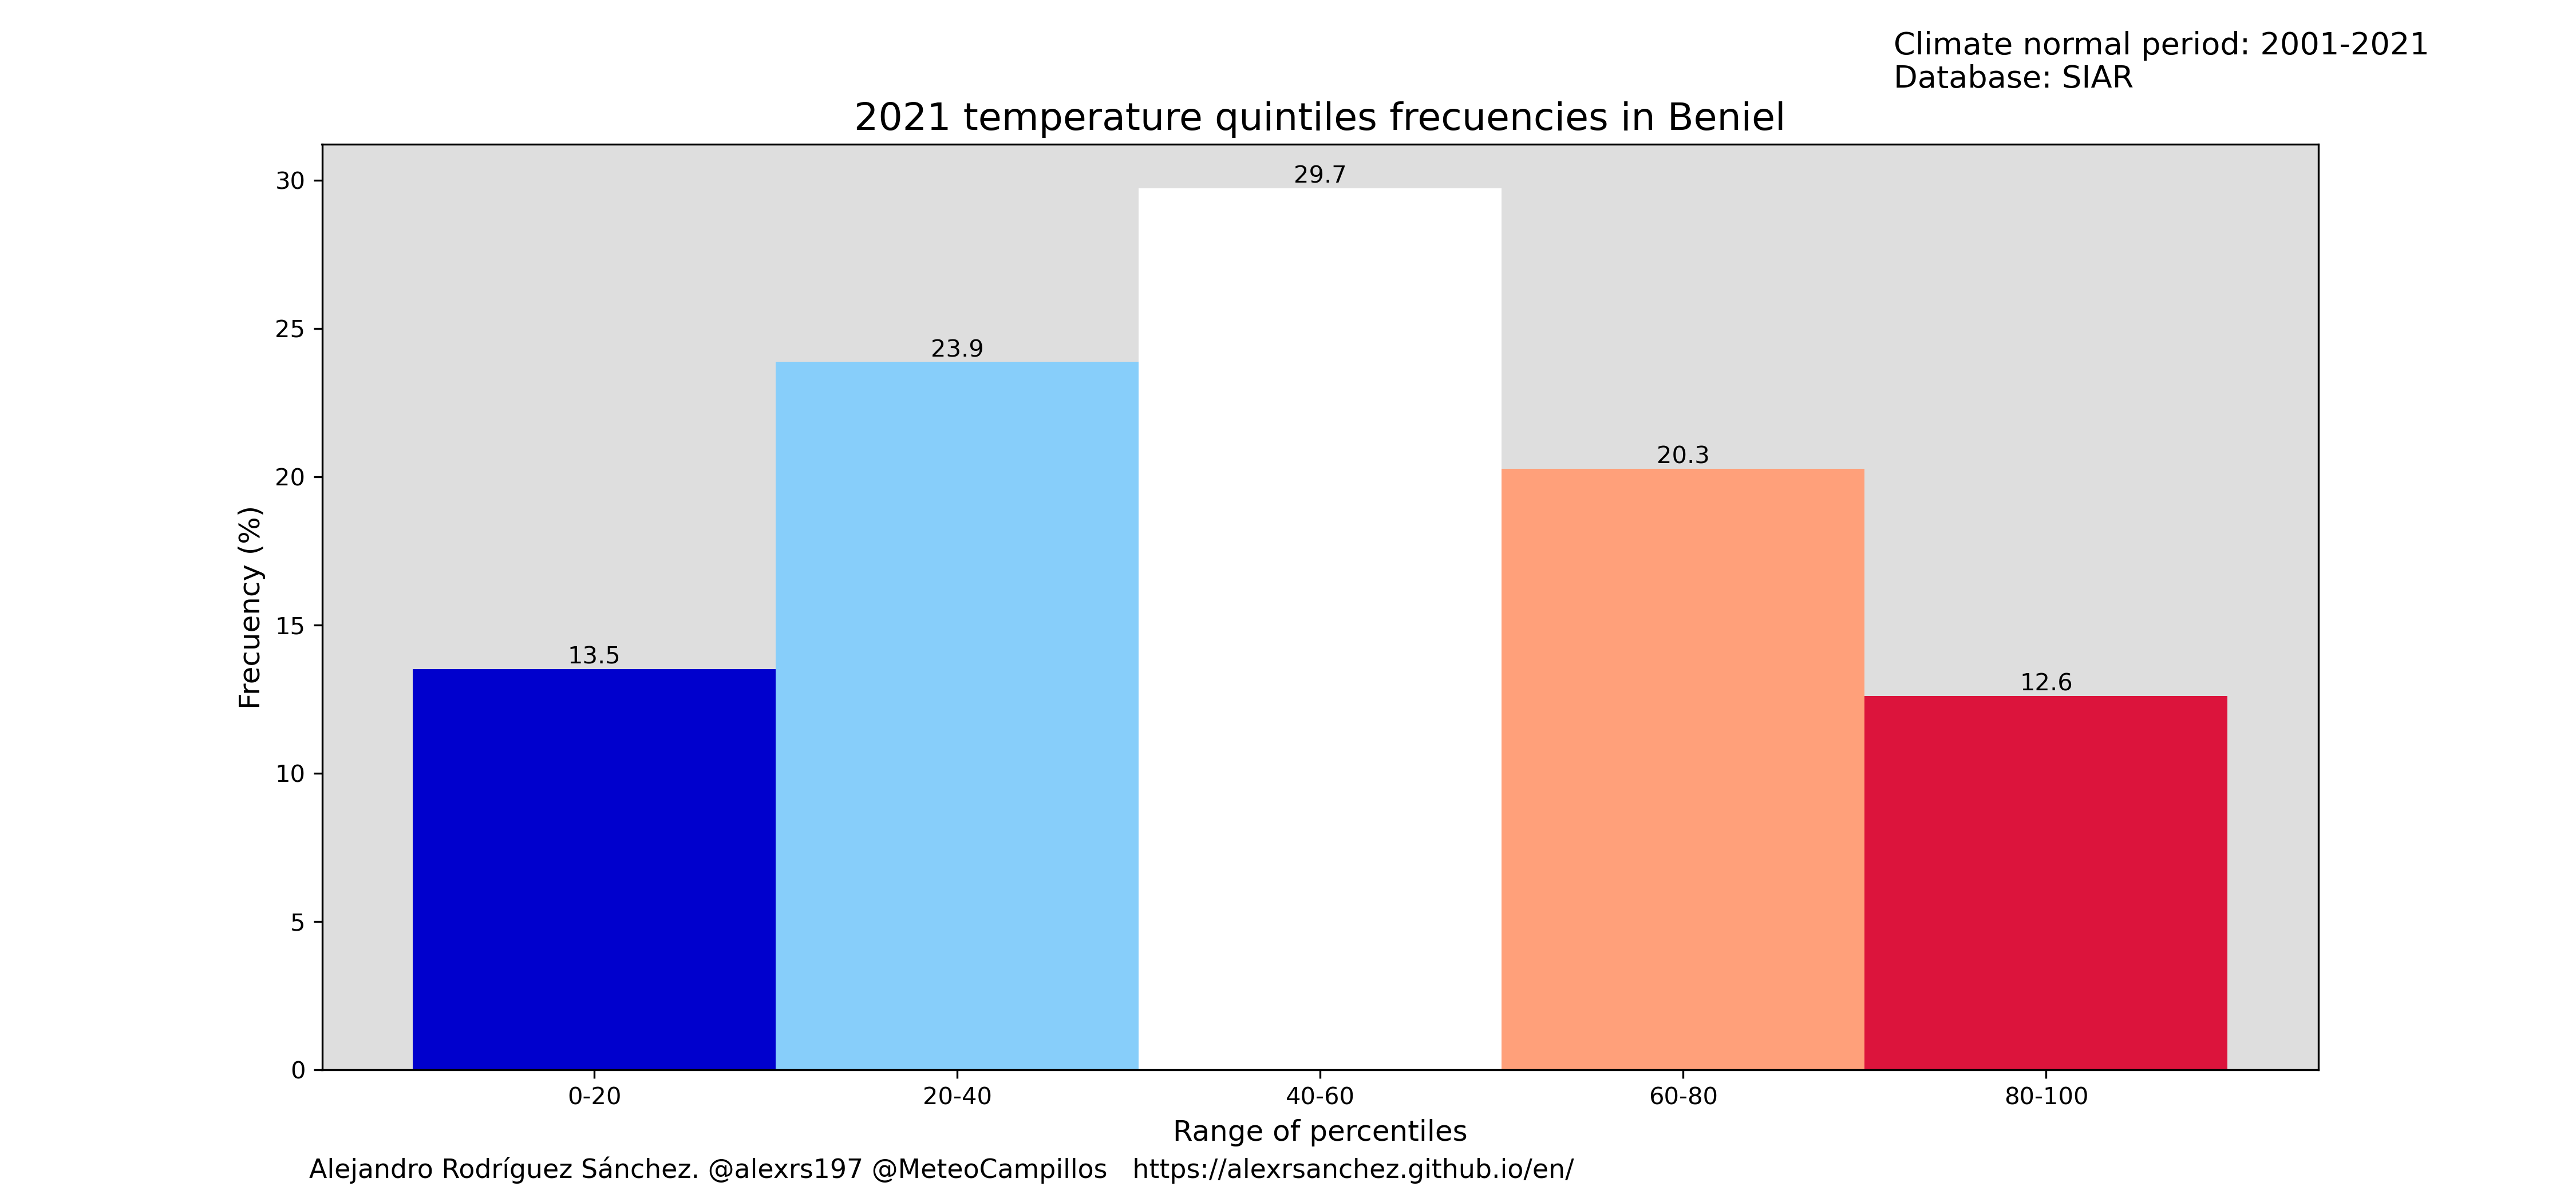 Climate normal period: 2001-2021
Database: SIAR
2021 temperature quintiles frecuencies in Beniel
Frecuency (%)
30
25
20
15
10
5
0
13.5
23.9
29.7
20.3
12.6
0-20
20-40
40-60
60-80
80-100
Range of percentiles
Alejandro Rodríguez Sánchez. @alexrs197 @MeteoCampillos https://alexrsanchez.github.io/en/